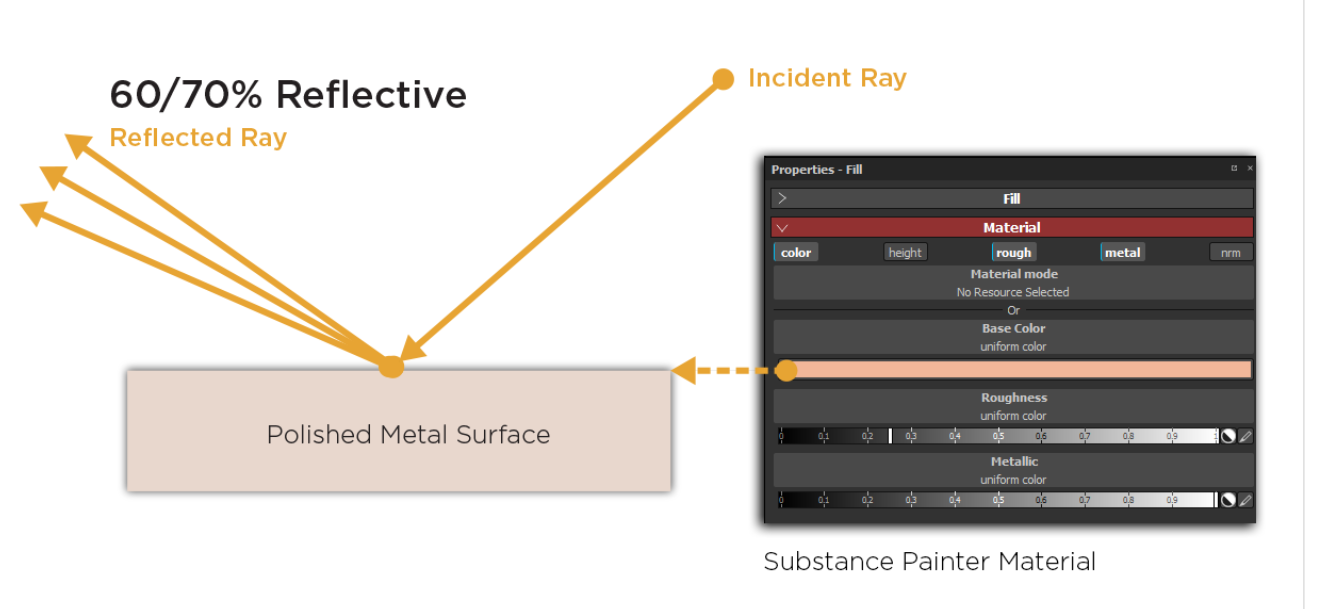 60/70% Reflective
Reflected Ray
Incident Ray
Polished Metal Surface
Properties - Fill
Fill
Material
color height rough metal nrm
Material mode
No Resource Selected
Or
Base Color
uniform color
Roughness
uniform color
0 0,1 0,2 0,3 0,4 0,5 0,6 0,7 0,8 0,9 1
Metallic
uniform color
0 0,1 0,2 0,3 0,4 0,5 0,6 0,7 0,8 0,9
Substance Painter Material